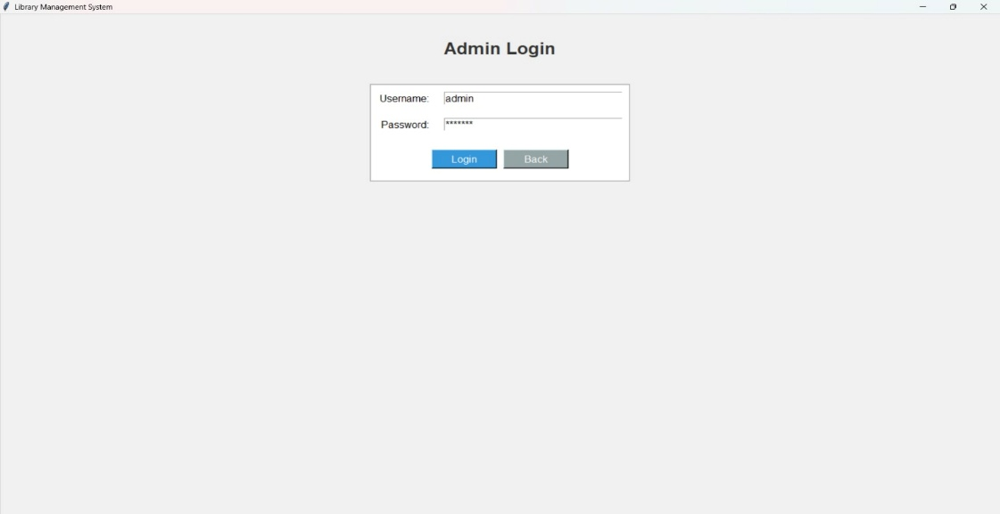 Library Management System
Admin Login
Username: admin
Password: *******
Login Back